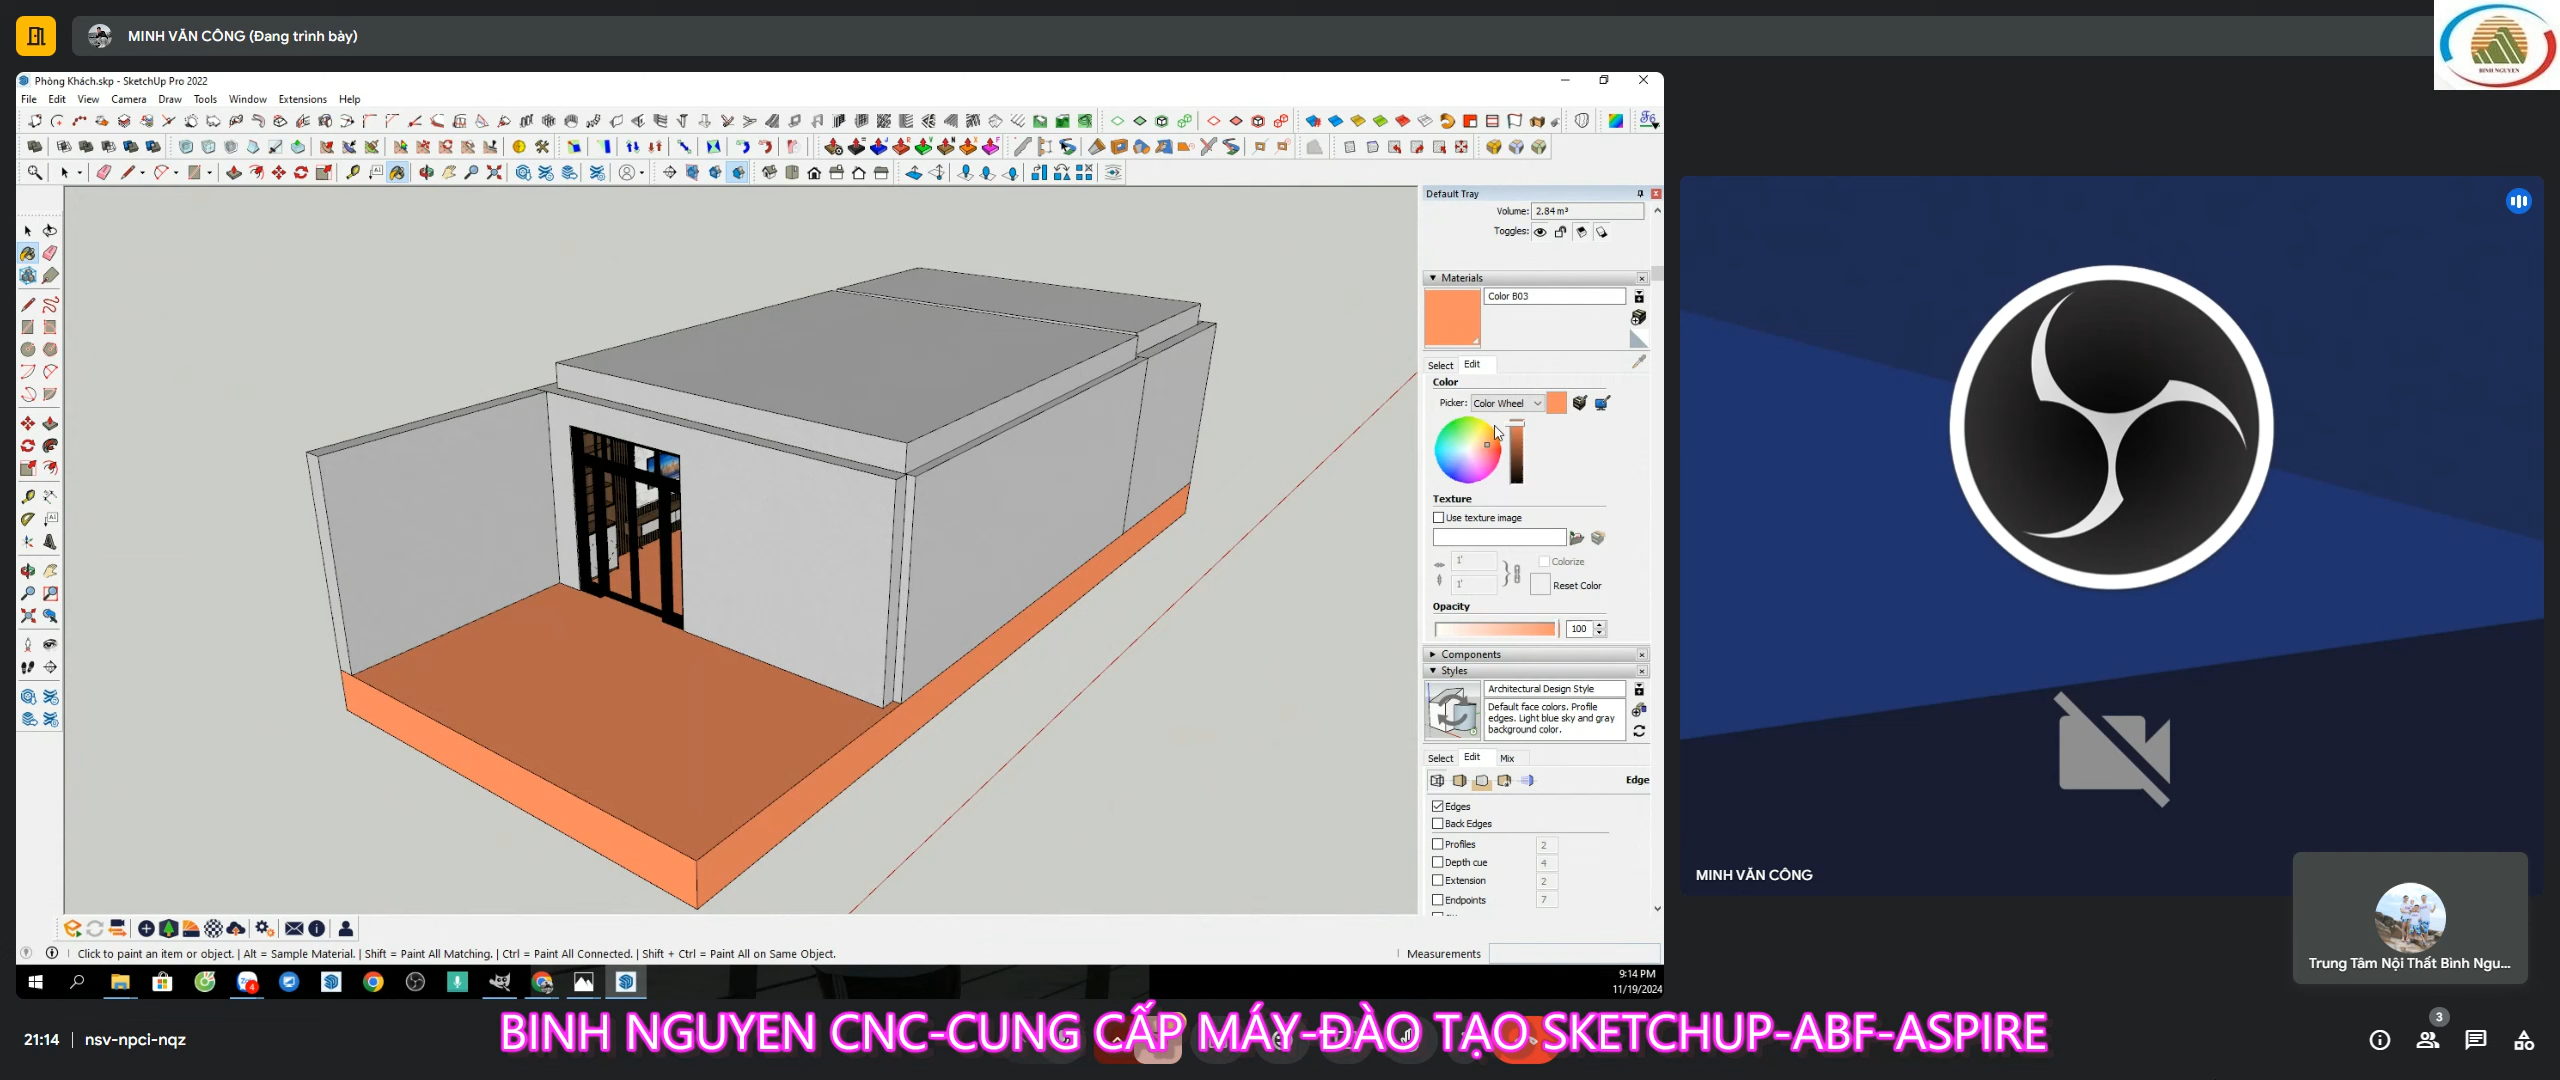 MINH VĂN CÔNG (Đang trình bày)
BINH NGUYEN
Phòng Khách.skp - SketchUp Pro 2022
File Edit View Camera Draw Tools Window Extensions Help
Default Tray
Volume: 2.84 m³
Toggles:
Materials
Color B03
Select Edit
Color
Picker: Color Wheel
Texture
Use texture image
1'
Colorize
1'
Reset Color
Opacity
100
Components
Styles
Architectural Design Style
Default face colors. Profile
edges. Light blue sky and gray
background color.
Select Edit Mix
Edge
Edges
Back Edges
Profiles 2
Depth cue 4
Extension 2
Endpoints 7
Click to paint an item or object. | Alt = Sample Material. | Shift = Paint All Matching. | Ctrl = Paint All Connected. | Shift + Ctrl = Paint All on Same Object.
Measurements
4
9:14 PM
11/19/2024
MINH VĂN CÔNG
Trung Tâm Nội Thất Bình Ngu...
21:14 | nsv-npci-nqz
BINH NGUYEN CNC-CUNG CẤP MÁY-ĐÀO TẠO SKETCHUP-ABF-ASPIRE
3